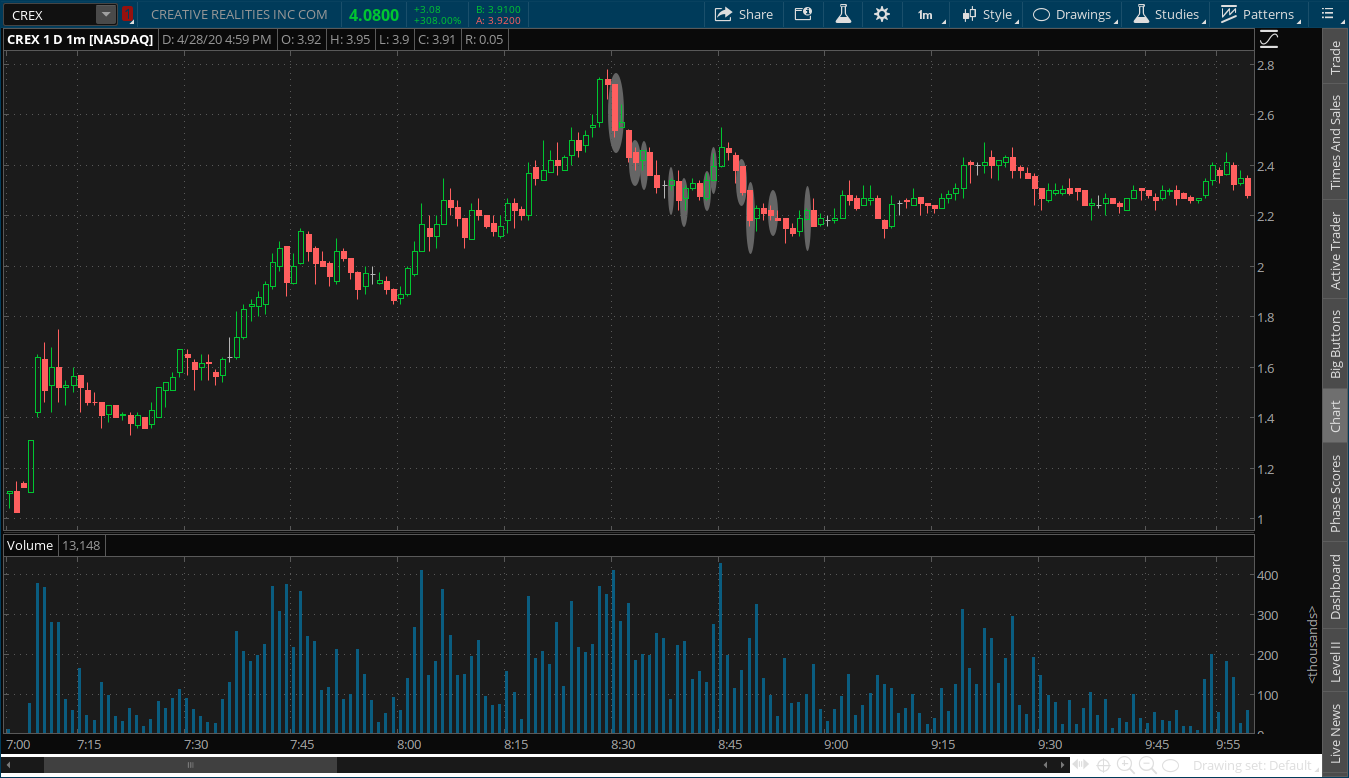 CREX 1 CREATIVE REALITIES INC COM 4.0800 +3.08 +308.00% B: 3.9100 A: 3.9200 Share 1m Style Drawings Studies Patterns
CREX 1 D 1m [NASDAQ] D: 4/28/20 4:59 PM O: 3.92 H: 3.95 L: 3.9 C: 3.91 R: 0.05
2.8
2.6
2.4
2.2
2
1.8
1.6
1.4
1.2
1
Volume 13,148
400
300
200
100
0
<thousands>
7:00 7:15 7:30 7:45 8:00 8:15 8:30 8:45 9:00 9:15 9:30 9:45 9:55
Drawing set: Default
Trade
Times And Sales
Active Trader
Big Buttons
Chart
Phase Scores
Dashboard
Level II
Live News